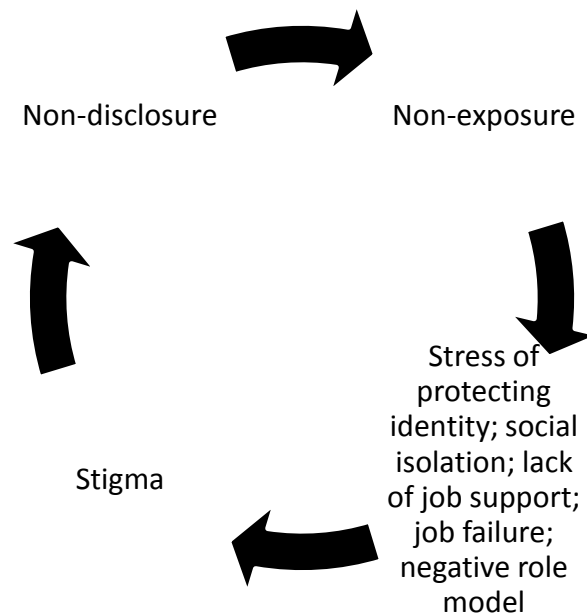 Non-disclosure
Non-exposure
Stress of
protecting
identity; social
isolation; lack
of job support;
job failure;
negative role
model
Stigma